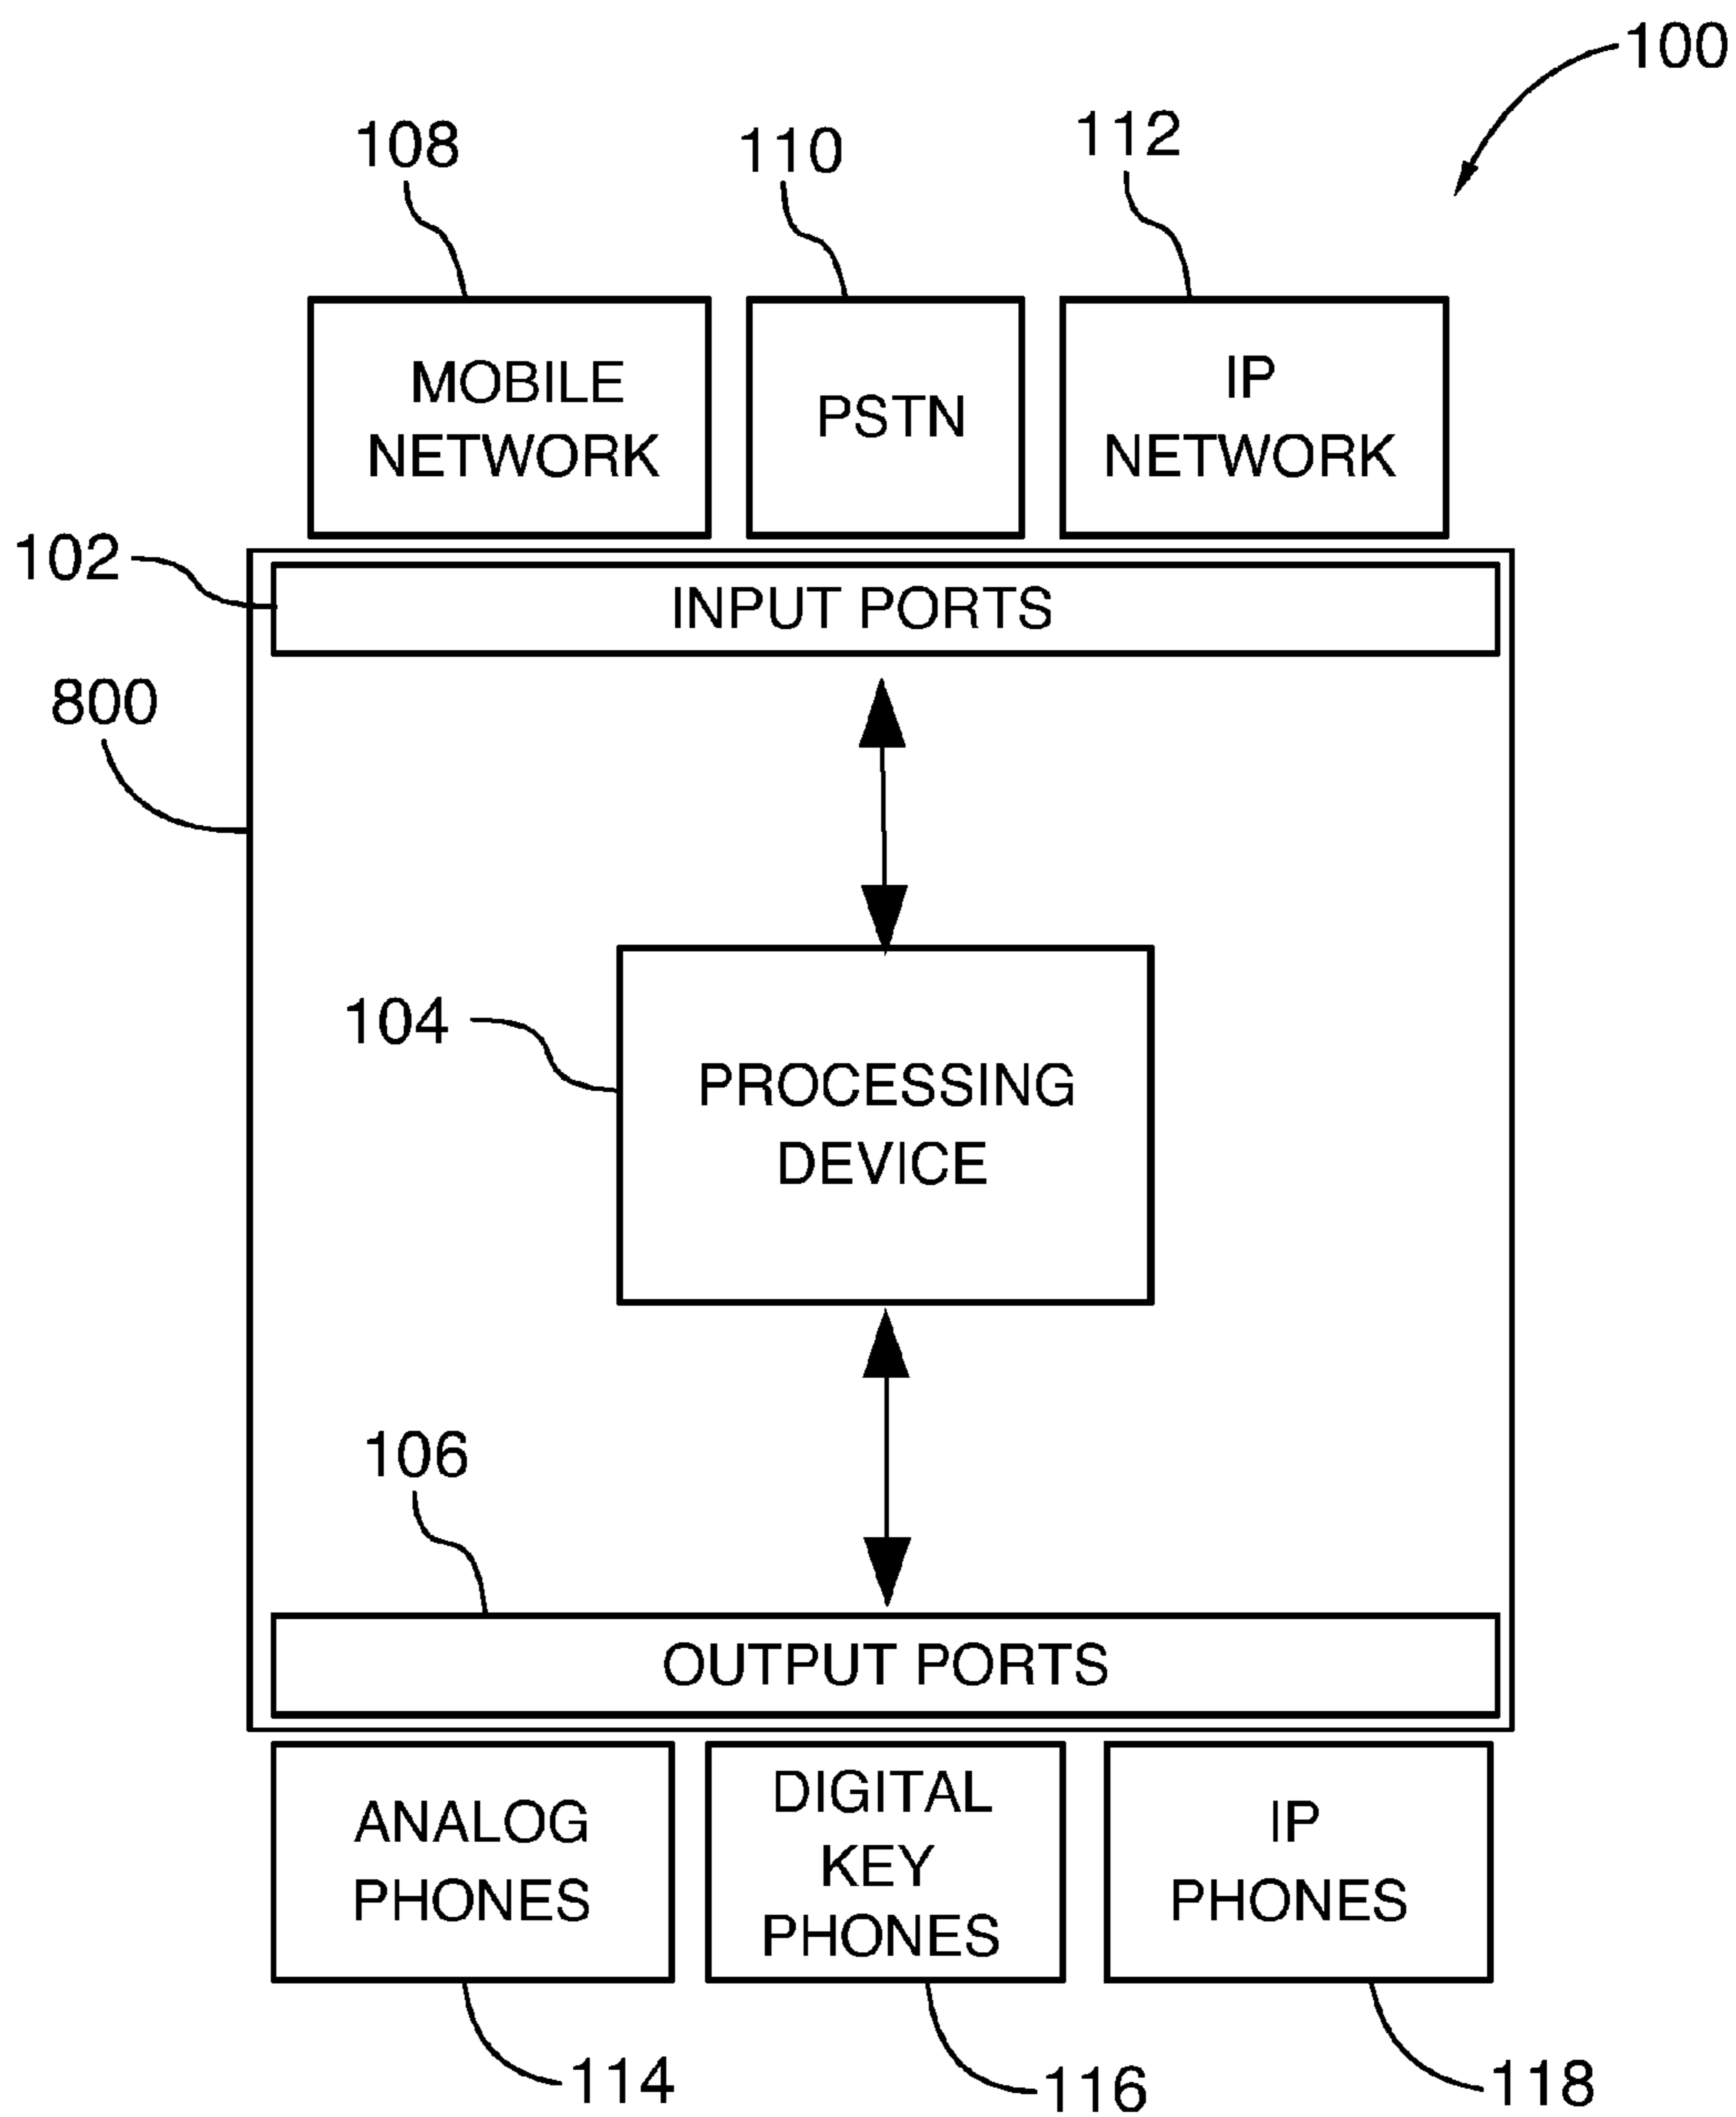 100
108
110
112
MOBILE
NETWORK
PSTN
IP
NETWORK
102
INPUT PORTS
800
104
PROCESSING
DEVICE
106
OUTPUT PORTS
ANALOG
PHONES
DIGITAL
KEY
PHONES
IP
PHONES
114
116
118